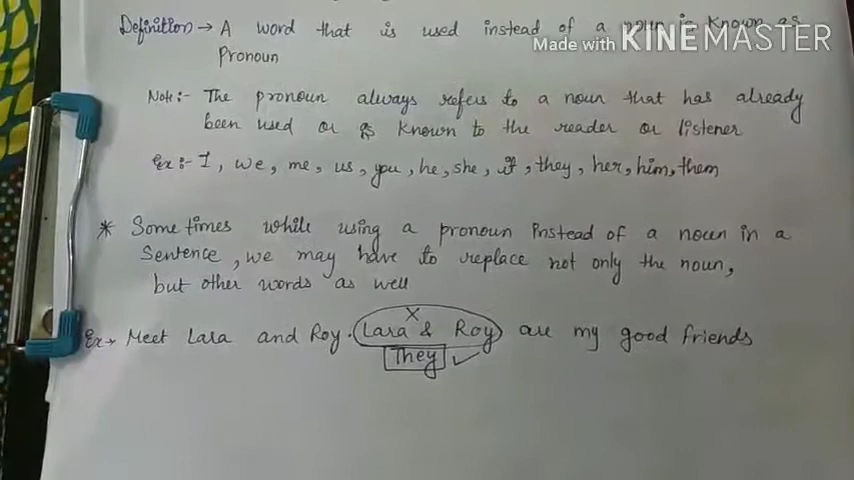 Definition → A word that is used instead of a noun is known as
Made with KINEMASTER
Pronoun
Note:- The pronoun always refers to a noun that has already
been used or is known to the reader or listener
Ex:- I, we, me, us, you, he, she, it, they, her, him, them
* Some times while using a pronoun instead of a noun in a
sentence, we may have to replace not only the noun,
but other words as well
X
Ex→ Meet Lara and Roy. Lara & Roy are my good friends
They ✓